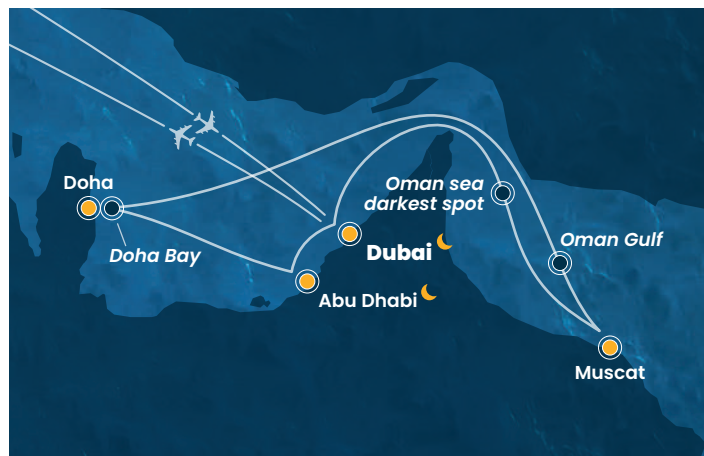 Doha
Doha Bay
Oman sea
darkest spot
Oman Gulf
Dubai
Abu Dhabi
Muscat